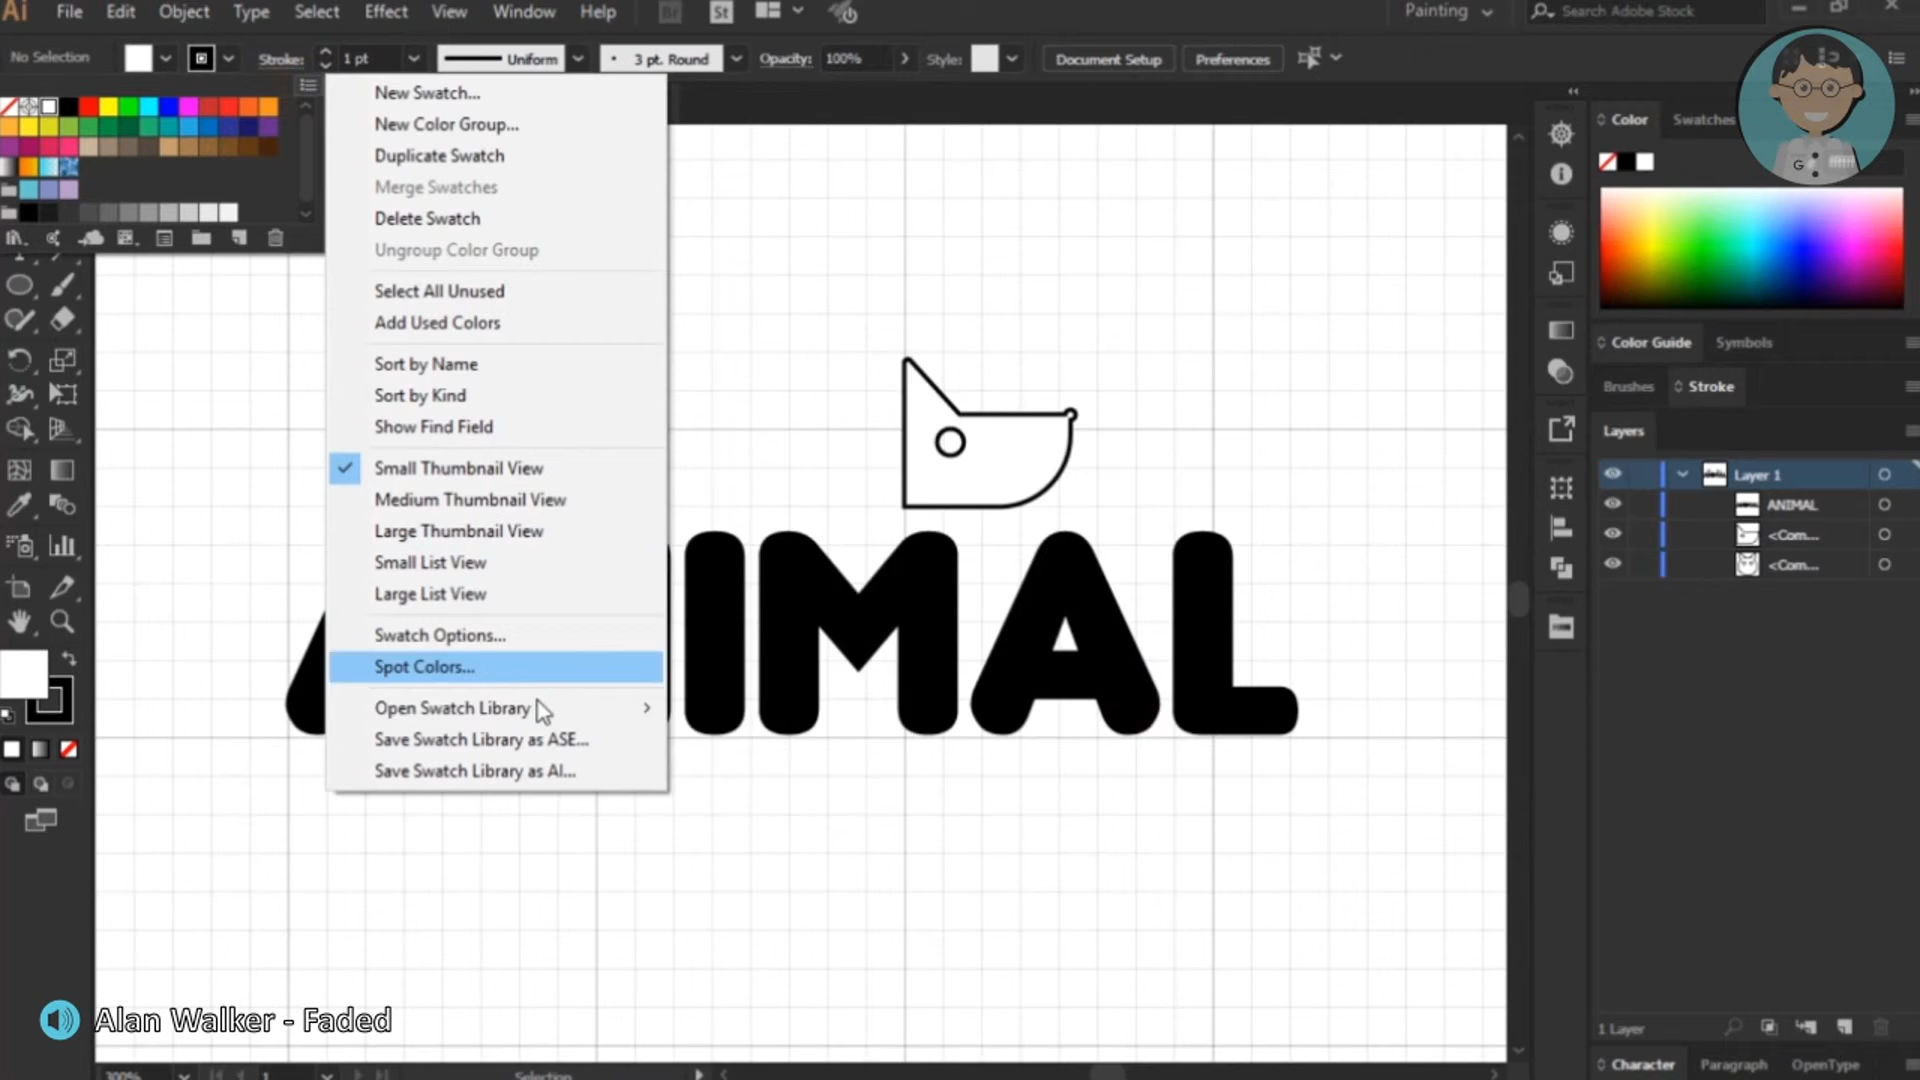 Ai File Edit Object Type Select Effect View Window Help Br St Painting Search Adobe Stock
No Selection Stroke: 1 pt Uniform 3 pt. Round Opacity: 100% Style: Document Setup Preferences
New Swatch...
New Color Group...
Duplicate Swatch
Merge Swatches
Delete Swatch
Ungroup Color Group
Select All Unused
Add Used Colors
Sort by Name
Sort by Kind
Show Find Field
Small Thumbnail View
Medium Thumbnail View
Large Thumbnail View
Small List View
Large List View
Swatch Options...
Spot Colors...
Open Swatch Library
Save Swatch Library as ASE...
Save Swatch Library as AI...
IMAL
Color Swatches
G
Color Guide Symbols
Brushes Stroke
Layers
Layer 1
ANIMAL
<Com...
<Com...
1 Layer
Character Paragraph OpenType
Alan Walker - Faded
300% 1 Selection